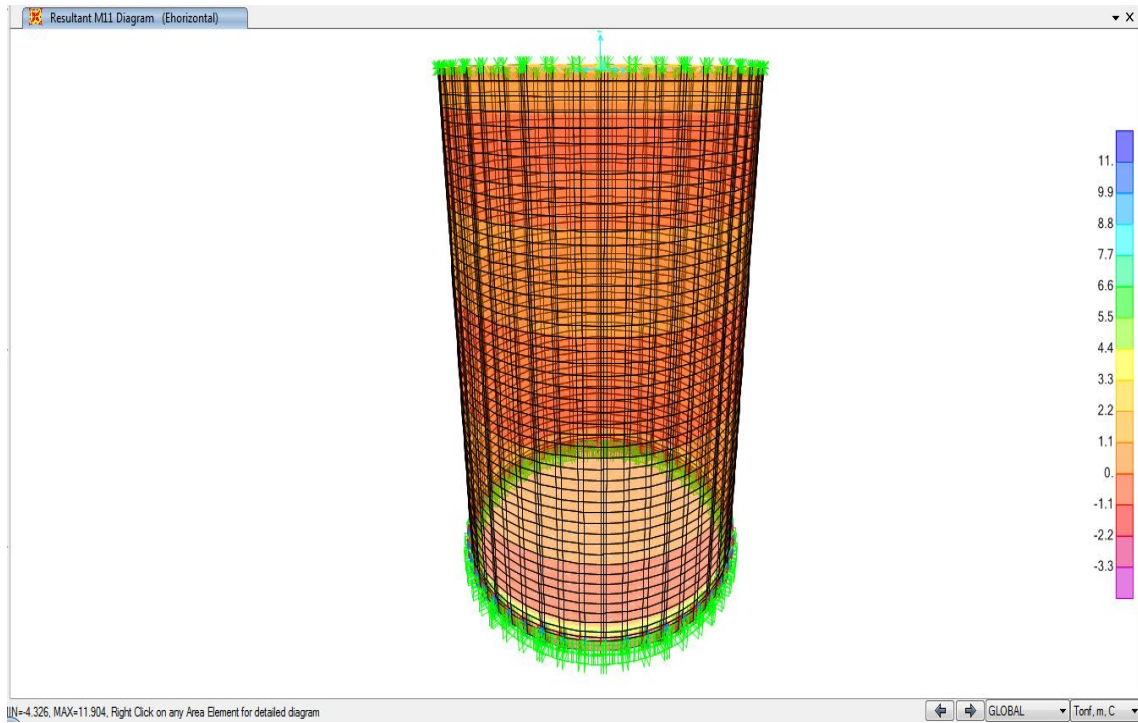 Resultant M11 Diagram (Ehorizontal)
X
11.
9.9
8.8
7.7
6.6
5.5
4.4
3.3
2.2
1.1
0.
-1.1
-2.2
-3.3
IN=-4.326, MAX=11.904, Right Click on any Area Element for detailed diagram
GLOBAL
Tonf, m, C